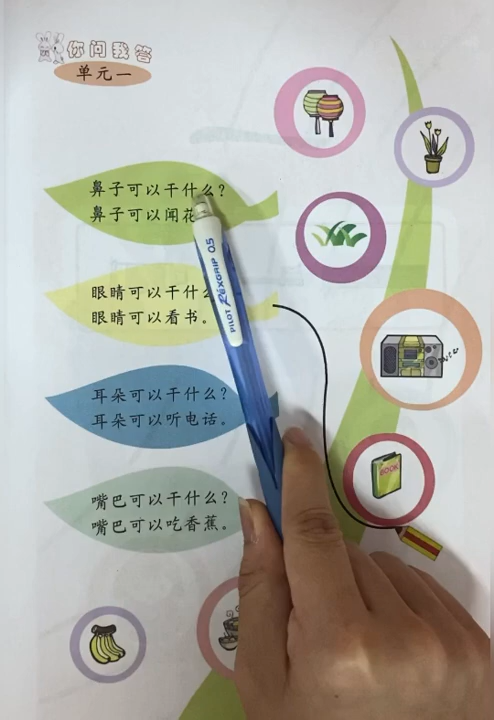 你问我答
单元一
鼻子可以干什么?
鼻子可以闻花
眼睛可以干什么
眼睛可以看书。
耳朵可以干什么?
耳朵可以听电话。
嘴巴可以干什么?
嘴巴可以吃香蕉。
PILOT REXGRIP 0.5
BOOK